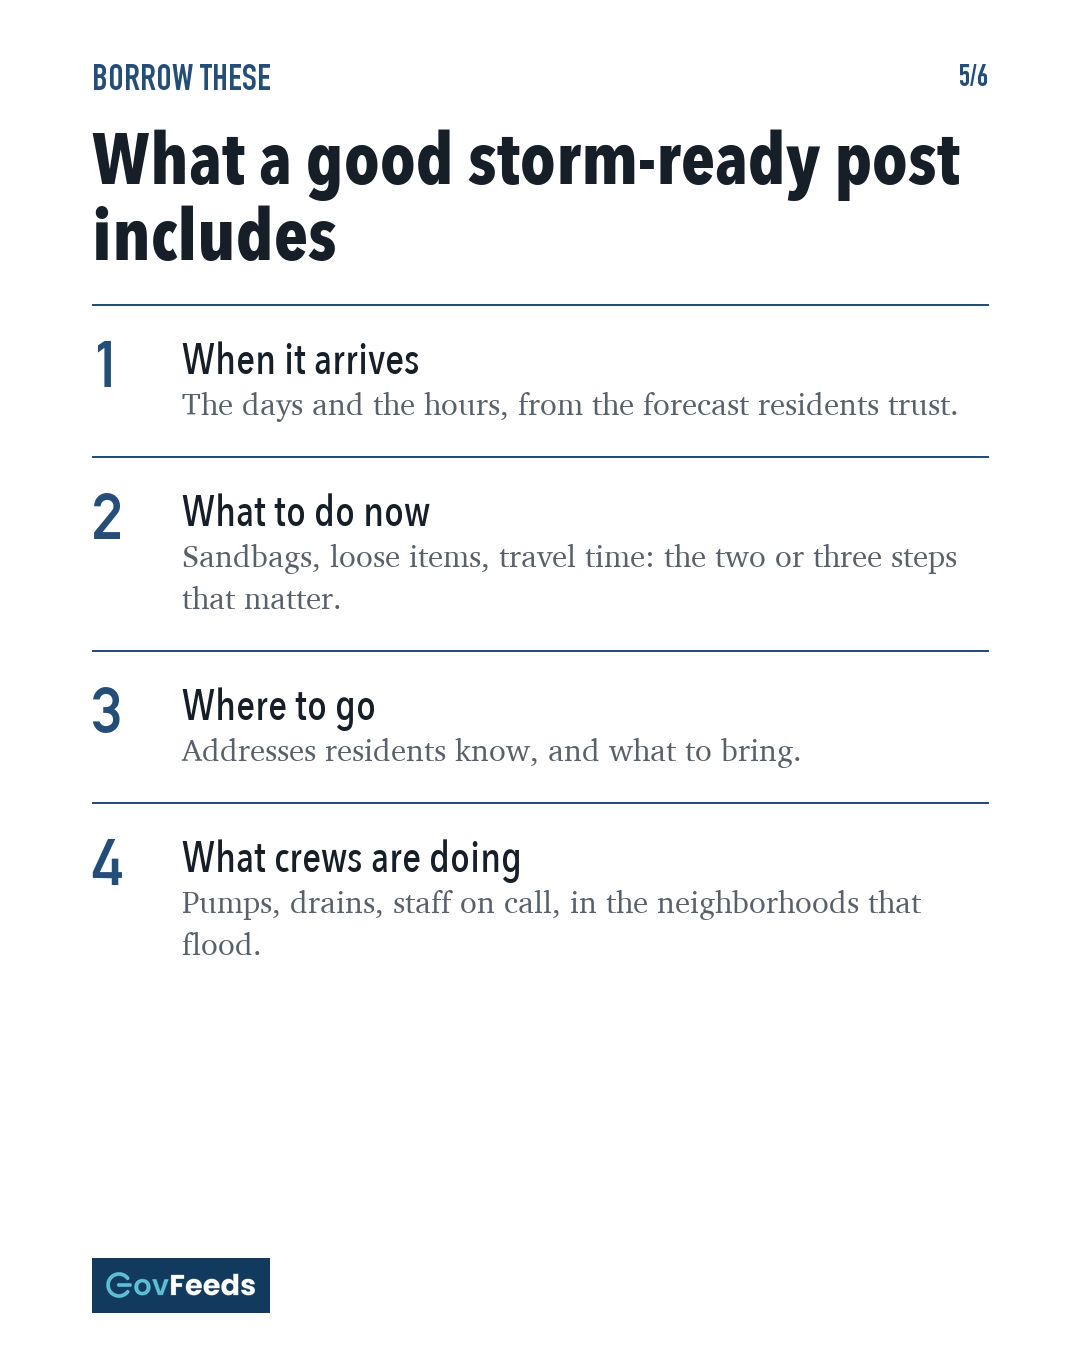 BORROW THESE
5/6
What a good storm-ready post
includes
1
When it arrives
The days and the hours, from the forecast residents trust.
2
What to do now
Sandbags, loose items, travel time: the two or three steps
that matter.
3
Where to go
Addresses residents know, and what to bring.
4
What crews are doing
Pumps, drains, staff on call, in the neighborhoods that
flood.
GovFeeds